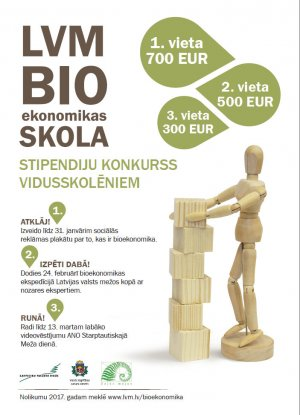 LVM
BIO
ekonomikas
SKOLA
1. vieta
700 EUR
2. vieta
500 EUR
3. vieta
300 EUR
STIPENDIJU KONKURSS
VIDUSSKOLĒNIEM
1.
ATKLĀJ!
Izveido līdz 31. janvārim sociālās
reklāmas plakātu par to, kas ir bioekonomika.
2.
IZPĒTI DABĀ!
Dodies 24. februārī bioekonomikas
ekspedīcijā Latvijas valsts mežos kopā ar
nozares ekspertiem.
3.
RUNĀ!
Radi līdz 13. martam labāko
videovēstījumu ANO Starptautiskajā
Meža dienā.
Nolikumu 2017. gadam meklē www.lvm.lv/bioekonomika